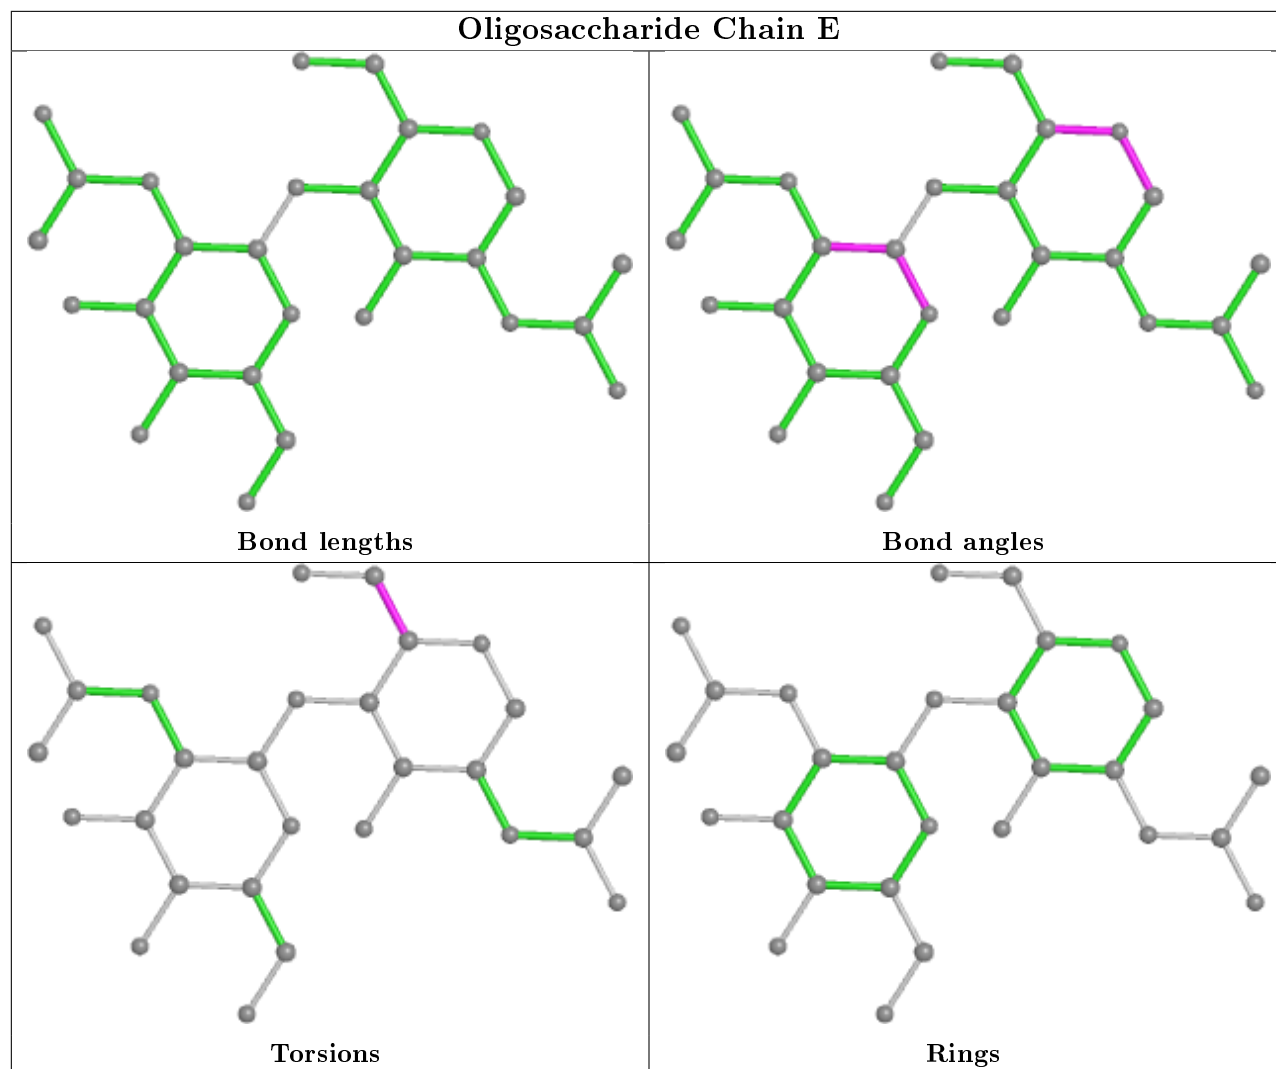 Oligosaccharide Chain E
Bond lengths
Bond angles
Torsions
Rings